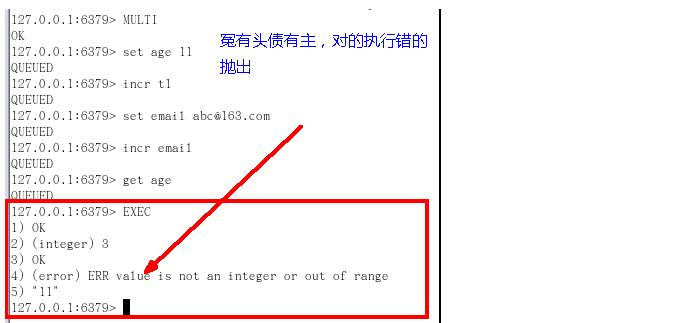 127.0.0.1:6379> MULTI
OK
冤有头债有主，对的执行错的
抛出
127.0.0.1:6379> set age 11
QUEUED
127.0.0.1:6379> incr t1
QUEUED
127.0.0.1:6379> set email abc@163.com
QUEUED
127.0.0.1:6379> incr email
QUEUED
127.0.0.1:6379> get age
QUEUED
127.0.0.1:6379> EXEC
1) OK
2) (integer) 3
3) OK
4) (error) ERR value is not an integer or out of range
5) "11"
127.0.0.1:6379>